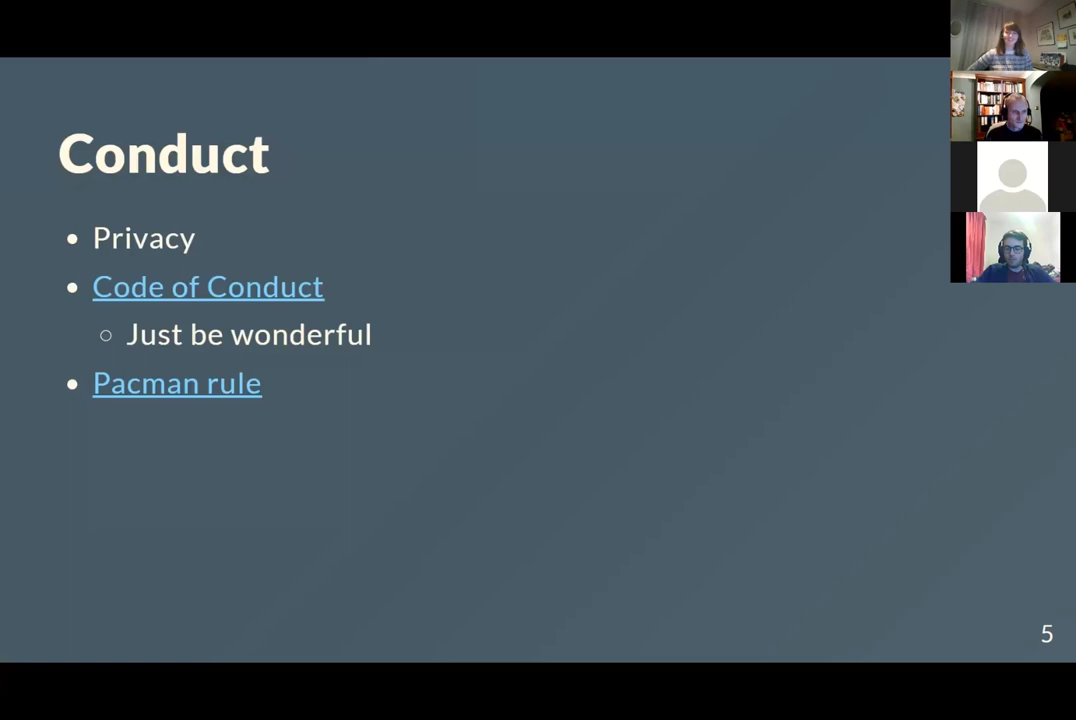 Conduct
• Privacy
• Code of Conduct
◦ Just be wonderful
• Pacman rule
5